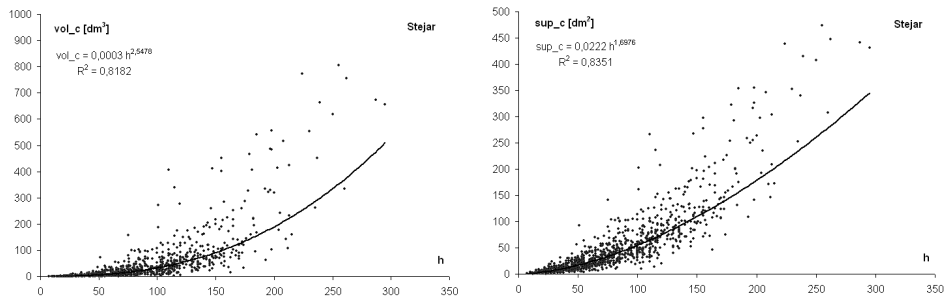 vol_c [dm³]
Stejar
vol_c = 0,0003 h^2,5478
R² = 0,8182
1000
900
800
700
600
500
400
300
200
100
0
0 50 100 150 200 250 300 350
h
sup_c [dm²]
Stejar
sup_c = 0,0222 h^1,6976
R² = 0,8351
500
450
400
350
300
250
200
150
100
50
0
0 50 100 150 200 250 300 350
h